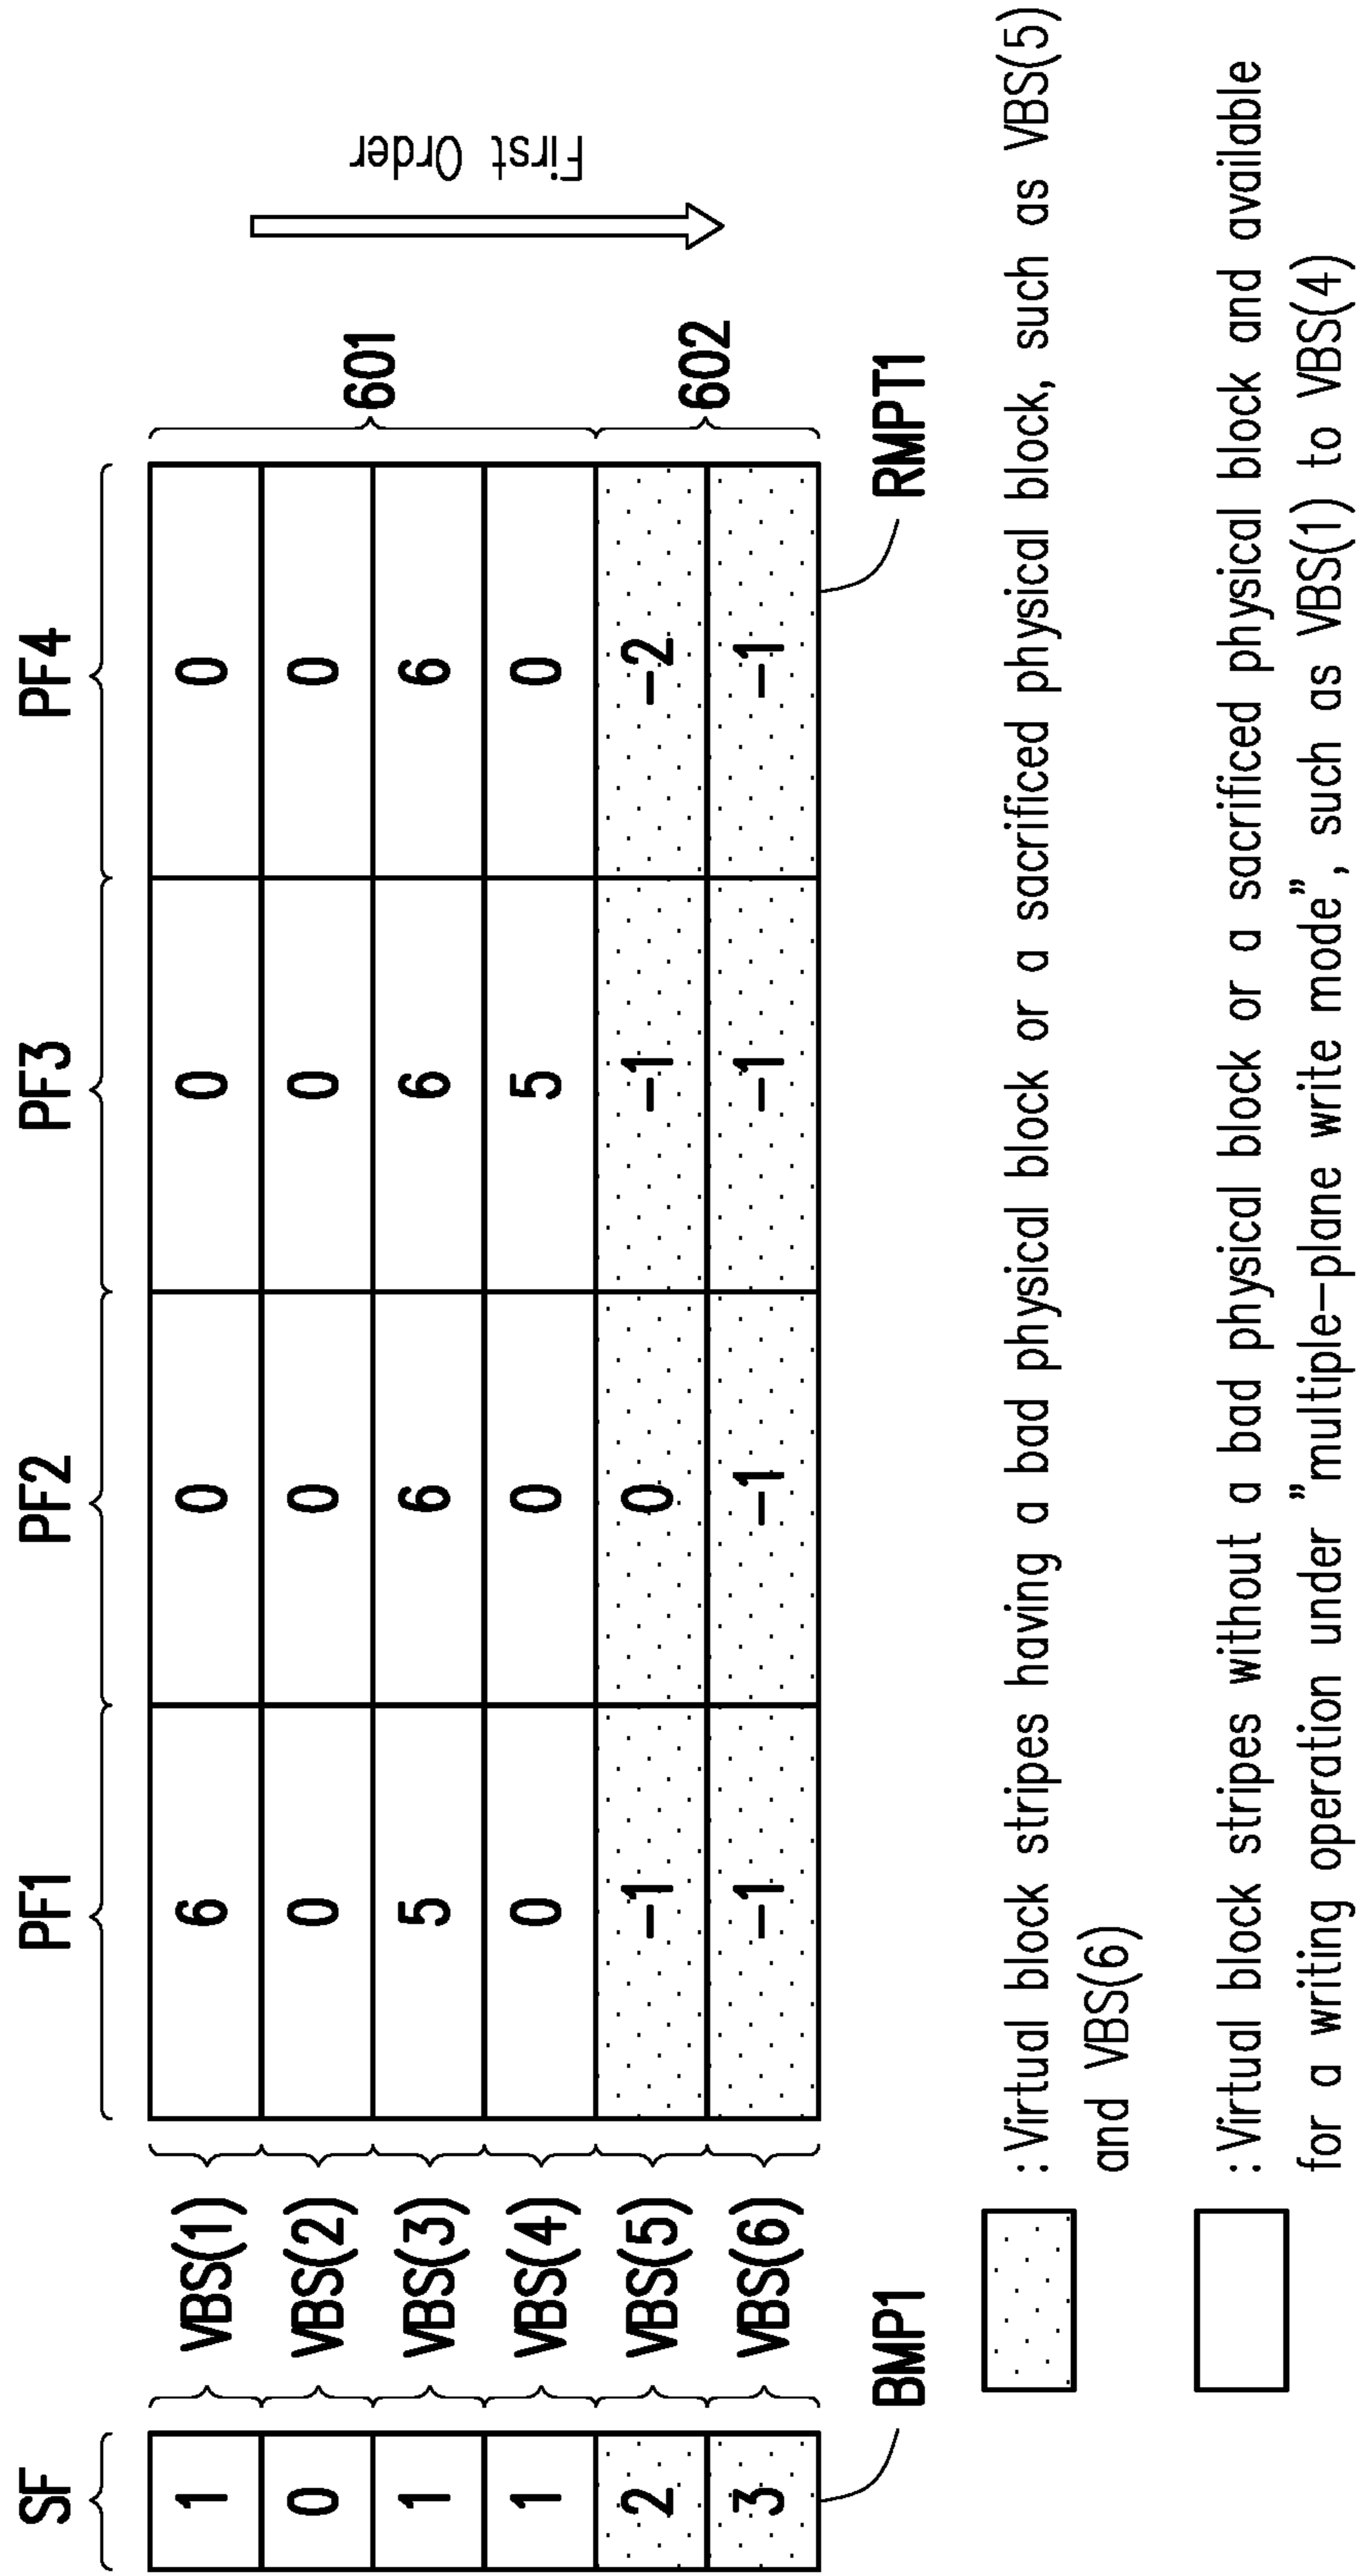 SF PF1 PF2 PF3 PF4
1 VBS(1) 6 0 0 0
0 VBS(2) 0 0 0 0
1 VBS(3) 5 6 6 6
1 VBS(4) 0 0 5 0
2 VBS(5) -1 0 -1 -2
3 VBS(6) -1 -1 -1 -1
601
602
First Order
BMP1 RMPT1
:Virtual block stripes having a bad physical block or a sacrificed physical block, such as VBS(5)
and VBS(6)
:Virtual block stripes without a bad physical block or a sacrificed physical block and available
for a writing operation under ”multiple-plane write mode”, such as VBS(1) to VBS(4)